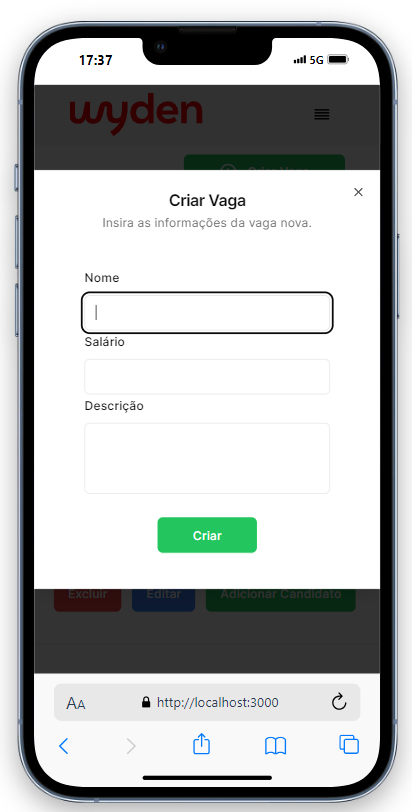 17:37
5G
wyden
Criar Vaga
Criar Vaga
Insira as informações da vaga nova.
Nome
Salário
Descrição
Criar
Excluir
Editar
Adicionar Candidato
AA
http://localhost:3000